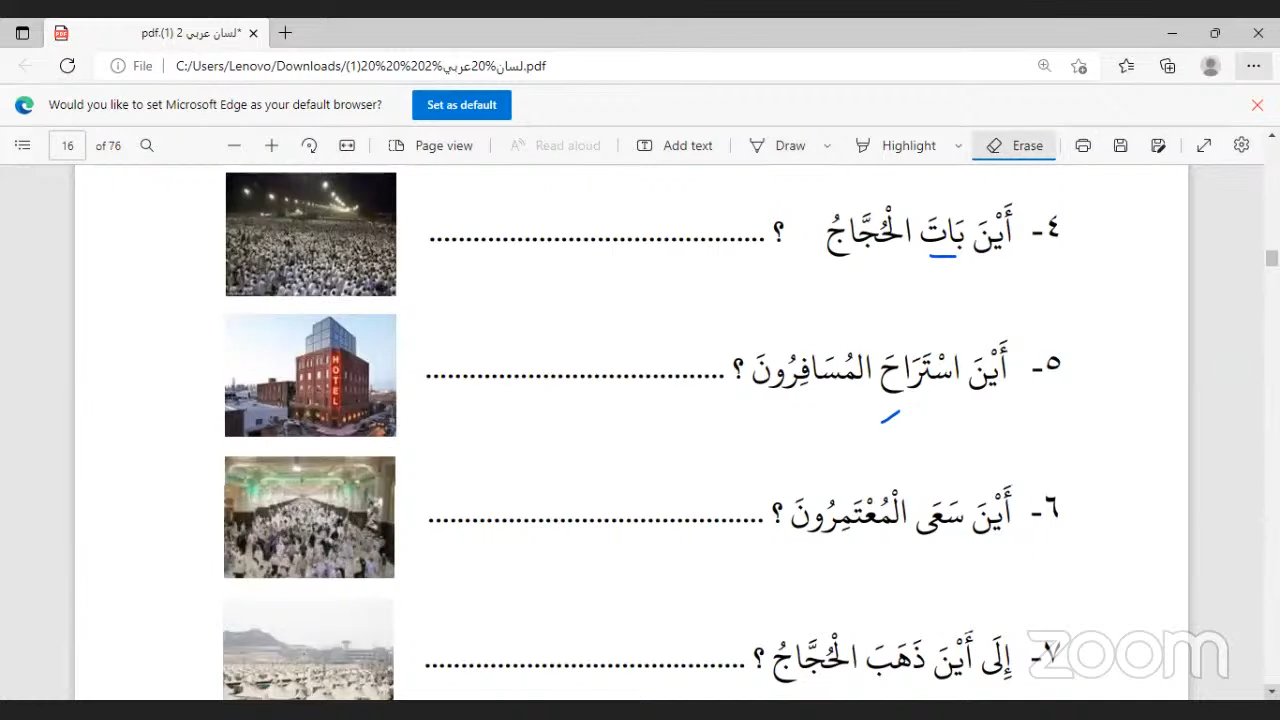 لسان عربي 2 (1).pdf*
File C:/Users/Lenovo/Downloads/(1)20%20%202%لسان%20عربي.pdf
Would you like to set Microsoft Edge as your default browser? Set as default
16 of 76 Page view Read aloud Add text Draw Highlight Erase
٤- أَيْنَ بَاتَ الْحُجَّاجُ ؟ ..........................................
٥- أَيْنَ اسْتَرَاحَ المُسَافِرُونَ ؟ ......................................
HOTEL
٦- أَيْنَ سَعَى الْمُعْتَمِرُونَ ؟ ..........................................
٧- إِلَى أَيْنَ ذَهَبَ الْحُجَّاجُ ؟ ........................................
zoom